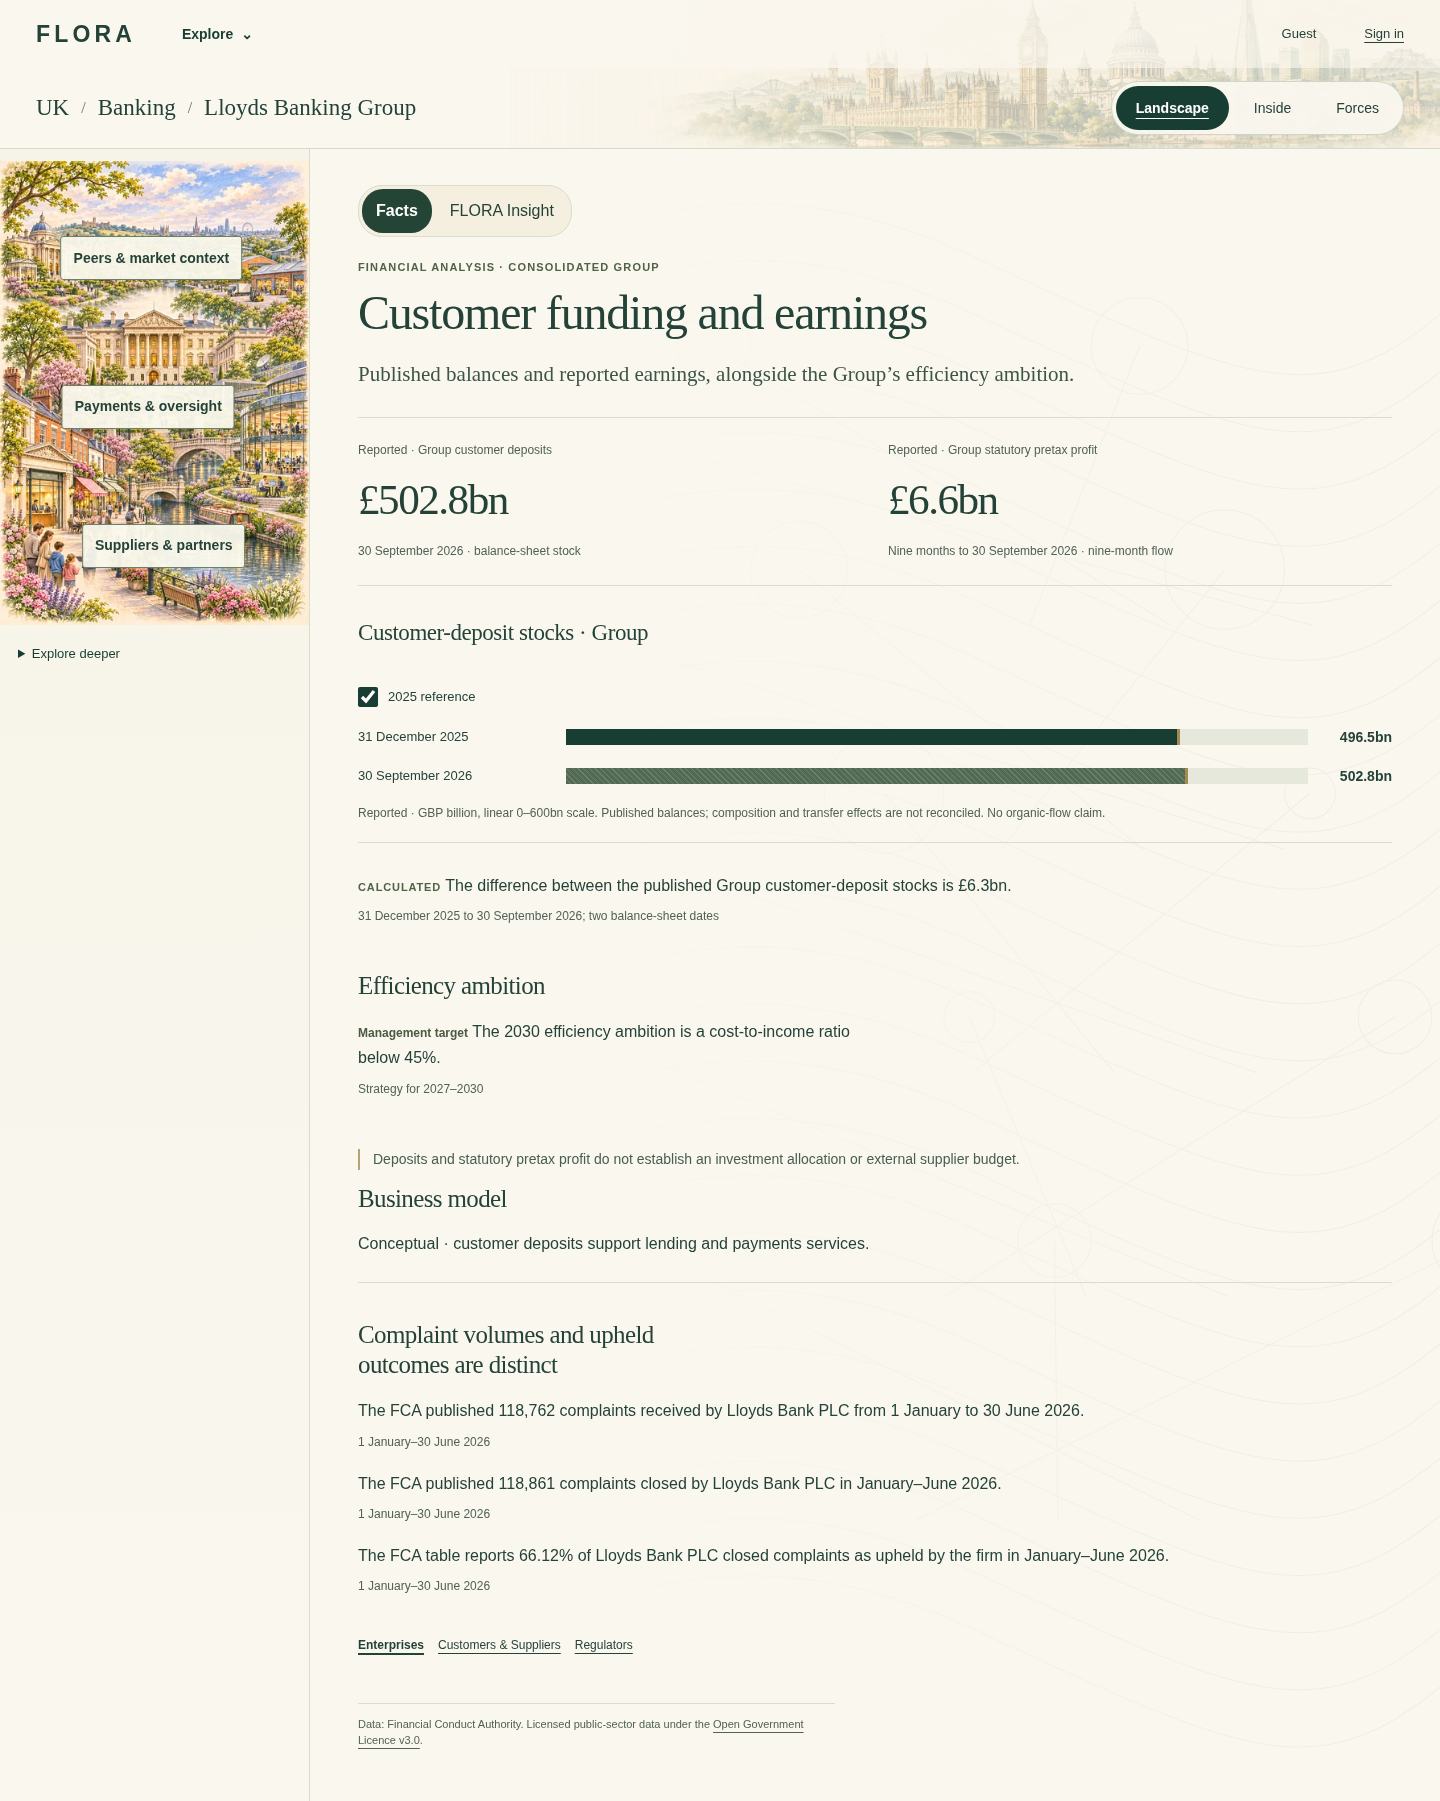 FLORA
Explore
Guest
Sign in
UK / Banking / Lloyds Banking Group
Landscape
Inside
Forces
Peers & market context
Payments & oversight
Suppliers & partners
Explore deeper
Facts
FLORA Insight
FINANCIAL ANALYSIS · CONSOLIDATED GROUP
Customer funding and earnings
Published balances and reported earnings, alongside the Group’s efficiency ambition.
Reported · Group customer deposits
£502.8bn
30 September 2026 · balance-sheet stock
Reported · Group statutory pretax profit
£6.6bn
Nine months to 30 September 2026 · nine-month flow
Customer-deposit stocks · Group
2025 reference
31 December 2025
496.5bn
30 September 2026
502.8bn
Reported · GBP billion, linear 0–600bn scale. Published balances; composition and transfer effects are not reconciled. No organic-flow claim.
CALCULATED The difference between the published Group customer-deposit stocks is £6.3bn.
31 December 2025 to 30 September 2026; two balance-sheet dates
Efficiency ambition
Management target The 2030 efficiency ambition is a cost-to-income ratio
below 45%.
Strategy for 2027–2030
Deposits and statutory pretax profit do not establish an investment allocation or external supplier budget.
Business model
Conceptual · customer deposits support lending and payments services.
Complaint volumes and upheld
outcomes are distinct
The FCA published 118,762 complaints received by Lloyds Bank PLC from 1 January to 30 June 2026.
1 January–30 June 2026
The FCA published 118,861 complaints closed by Lloyds Bank PLC in January–June 2026.
1 January–30 June 2026
The FCA table reports 66.12% of Lloyds Bank PLC closed complaints as upheld by the firm in January–June 2026.
1 January–30 June 2026
Enterprises
Customers & Suppliers
Regulators
Data: Financial Conduct Authority. Licensed public-sector data under the Open Government
Licence v3.0.